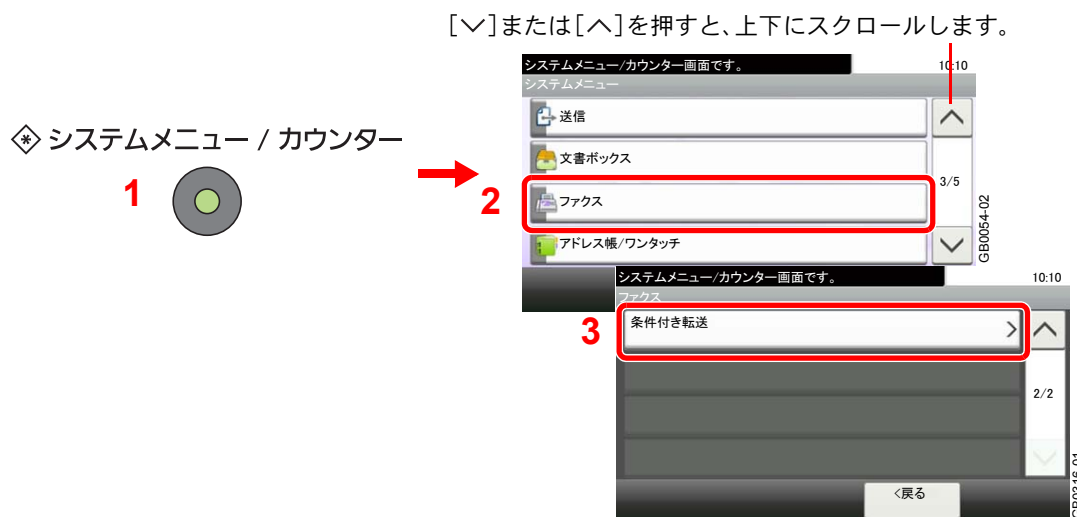 [∨]または[∧]を押すと、上下にスクロールします。
システムメニュー/カウンター画面です。 10:10
システムメニュー
送信
文書ボックス
3/5
ファクス
アドレス帳/ワンタッチ
GB0054-02
システムメニュー / カウンター
1
2
システムメニュー/カウンター画面です。 10:10
ファクス
3
条件付き転送
2/2
<戻る